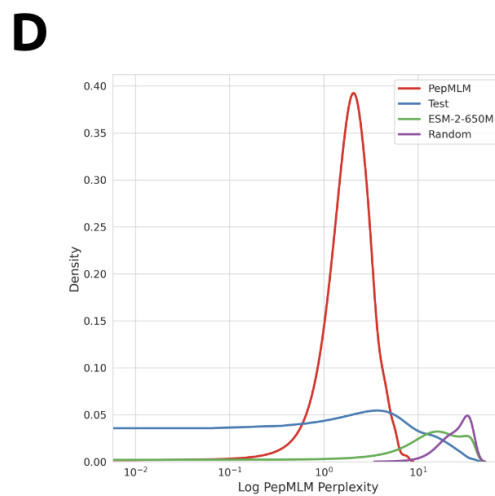 D
0.40
0.35
0.30
0.25
0.20
0.15
0.10
0.05
0.00
Density
PepMLM
Test
ESM-2-650M
Random
10⁻² 10⁻¹ 10⁰ 10¹
Log PepMLM Perplexity